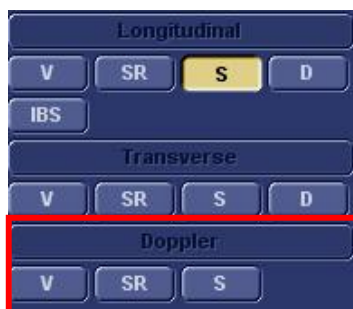 Longitudinal
V SR S D
IBS
Transverse
V SR S D
Doppler
V SR S